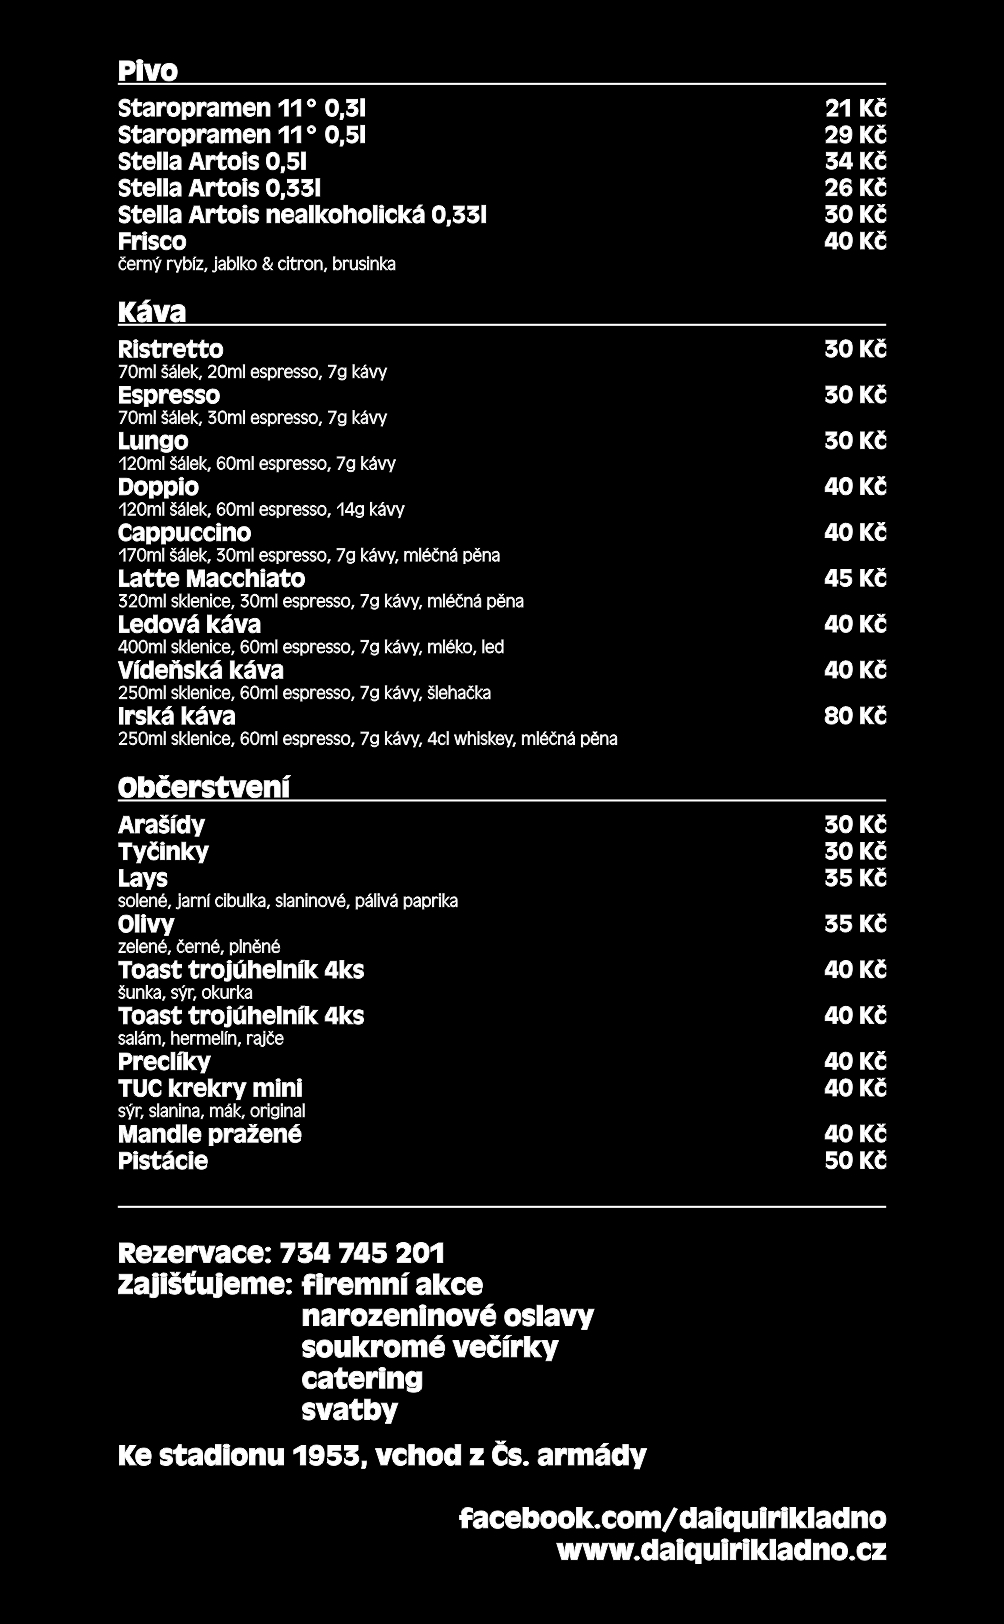 Pivo
Staropramen 11° 0,3l 21 Kč
Staropramen 11° 0,5l 29 Kč
Stella Artois 0,5l 34 Kč
Stella Artois 0,33l 26 Kč
Stella Artois nealkoholická 0,33l 30 Kč
Frisco 40 Kč
černý rybíz, jablko & citron, brusinka
Káva
Ristretto 30 Kč
70ml šálek, 20ml espresso, 7g kávy
Espresso 30 Kč
70ml šálek, 30ml espresso, 7g kávy
Lungo 30 Kč
120ml šálek, 60ml espresso, 7g kávy
Doppio 40 Kč
120ml šálek, 60ml espresso, 14g kávy
Cappuccino 40 Kč
170ml šálek, 30ml espresso, 7g kávy, mléčná pěna
Latte Macchiato 45 Kč
320ml sklenice, 30ml espresso, 7g kávy, mléčná pěna
Ledová káva 40 Kč
400ml sklenice, 60ml espresso, 7g kávy, mléko, led
Vídeňská káva 40 Kč
250ml sklenice, 60ml espresso, 7g kávy, šlehačka
Irská káva 80 Kč
250ml sklenice, 60ml espresso, 7g kávy, 4cl whiskey, mléčná pěna
Občerstvení
Arašídy 30 Kč
Tyčinky 30 Kč
Lays 35 Kč
solené, jarní cibulka, slaninové, pálivá paprika
Olivy 35 Kč
zelené, černé, plněné
Toast trojúhelník 4ks 40 Kč
šunka, sýr, okurka
Toast trojúhelník 4ks 40 Kč
salám, hermelín, rajče
Preclíky 40 Kč
TUC krekry mini 40 Kč
sýr, slanina, mák, original
Mandle pražené 40 Kč
Pistácie 50 Kč
Rezervace: 734 745 201
Zajišťujeme: firemní akce
narozeninové oslavy
soukromé večírky
catering
svatby
Ke stadionu 1953, vchod z Čs. armády
facebook.com/daiquirikladno
www.daiquirikladno.cz